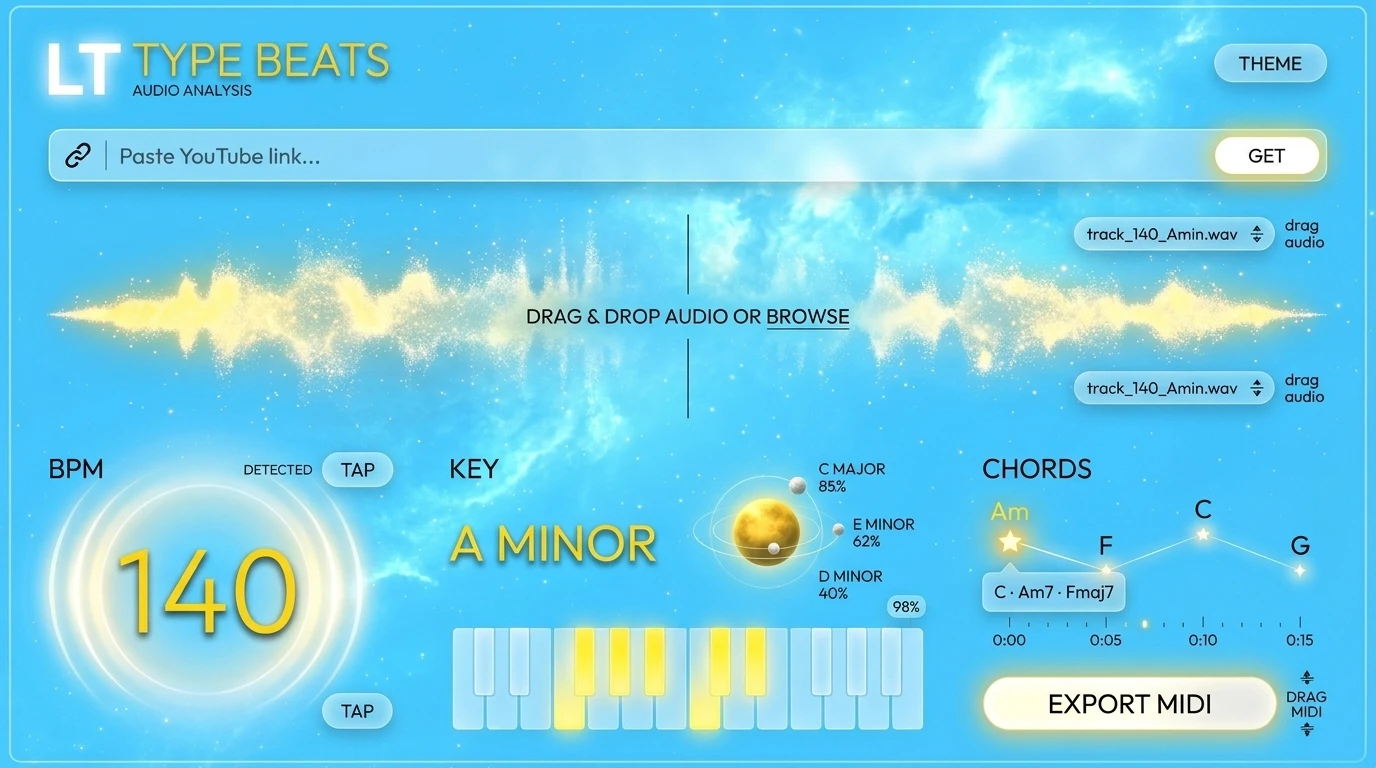 LT TYPE BEATS
AUDIO ANALYSIS
THEME
Paste YouTube link...
GET
track_140_Amin.wav
drag
audio
DRAG & DROP AUDIO OR BROWSE
track_140_Amin.wav
drag
audio
BPM
DETECTED
TAP
140
TAP
KEY
A MINOR
C MAJOR
85%
E MINOR
62%
D MINOR
40%
98%
CHORDS
Am
F
C
G
C · Am7 · Fmaj7
0:00
0:05
0:10
0:15
EXPORT MIDI
DRAG
MIDI